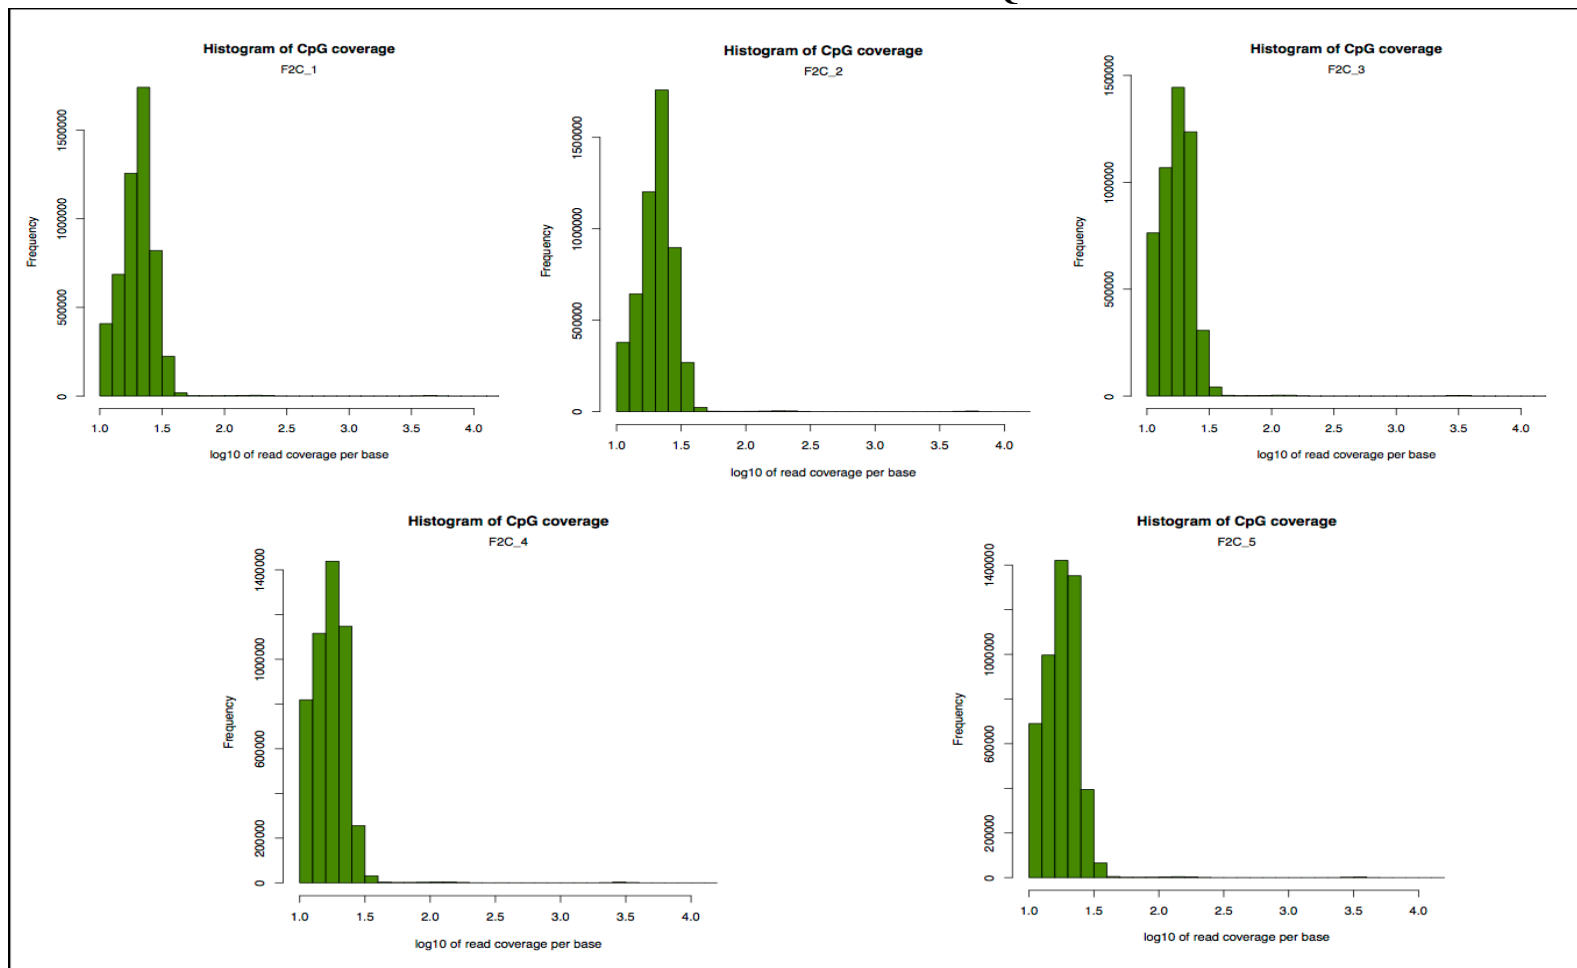 Q
Histogram of CpG coverage
F2C_1
Frequency
0
500000
1000000
1500000
1.0 1.5 2.0 2.5 3.0 3.5 4.0
log10 of read coverage per base
Histogram of CpG coverage
F2C_2
Frequency
0
500000
1000000
1500000
1.0 1.5 2.0 2.5 3.0 3.5 4.0
log10 of read coverage per base
Histogram of CpG coverage
F2C_3
Frequency
0
500000
1000000
1500000
1.0 1.5 2.0 2.5 3.0 3.5 4.0
log10 of read coverage per base
Histogram of CpG coverage
F2C_4
Frequency
0
200000
600000
1000000
1400000
1.0 1.5 2.0 2.5 3.0 3.5 4.0
log10 of read coverage per base
Histogram of CpG coverage
F2C_5
Frequency
0
200000
600000
1000000
1400000
1.0 1.5 2.0 2.5 3.0 3.5 4.0
log10 of read coverage per base